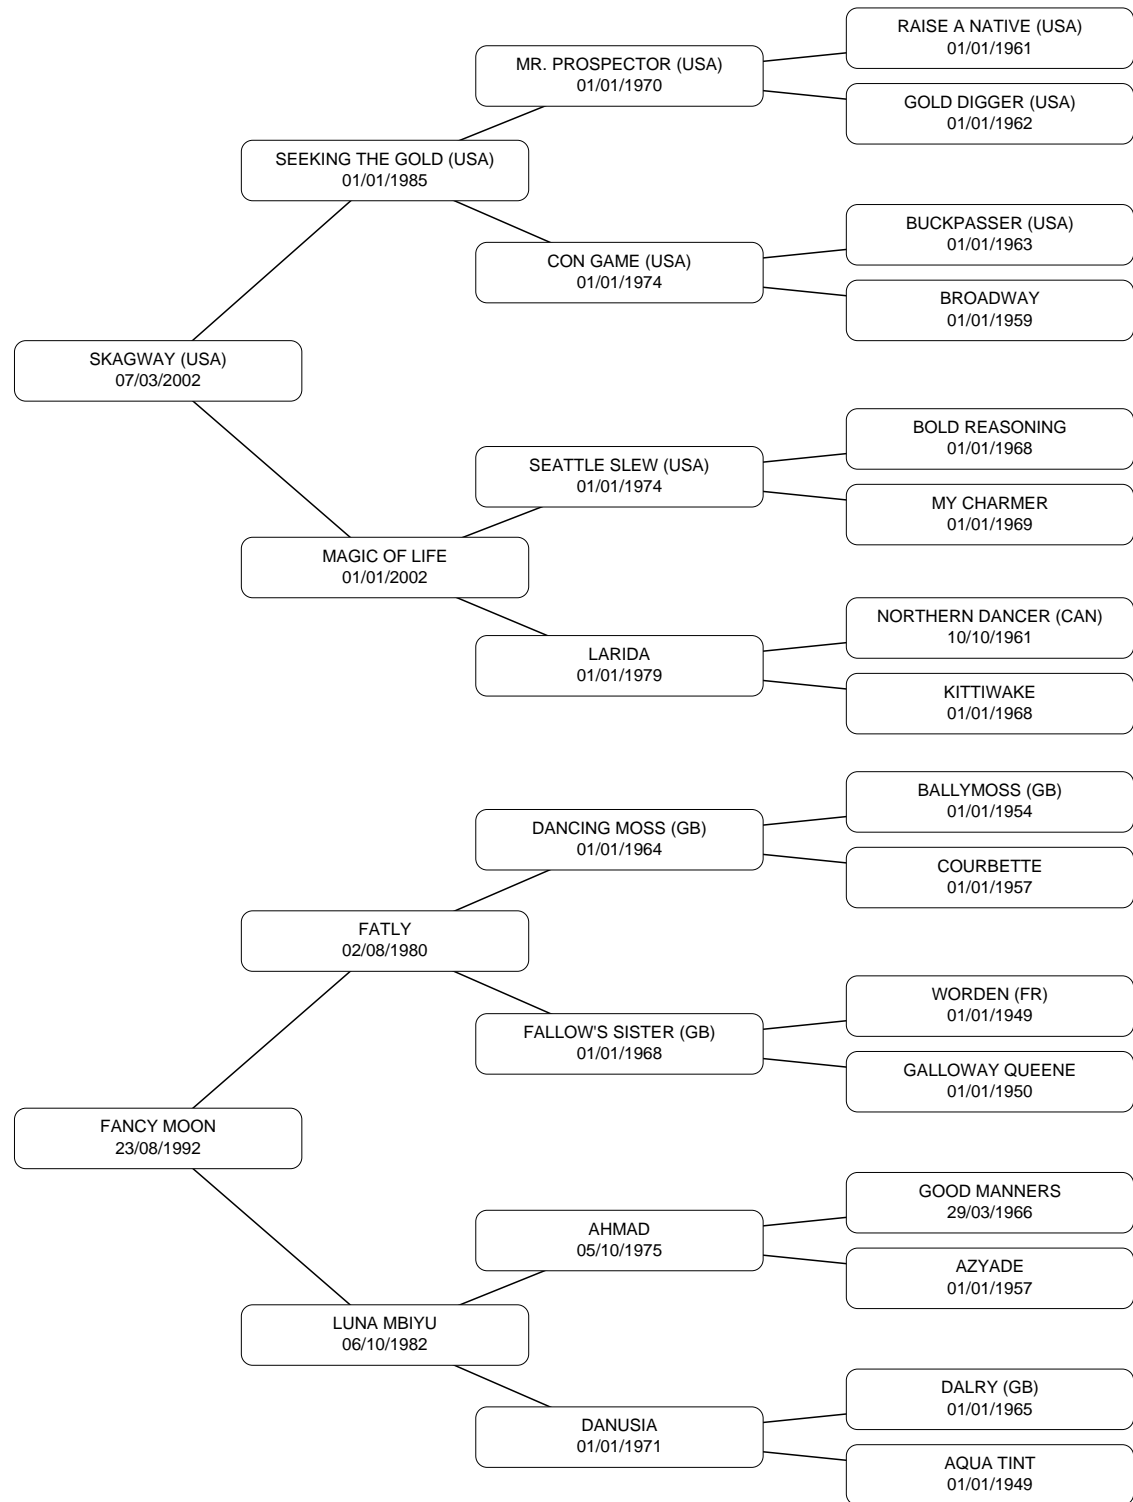 RAISE A NATIVE (USA)
01/01/1961
MR. PROSPECTOR (USA)
01/01/1970
GOLD DIGGER (USA)
01/01/1962
SEEKING THE GOLD (USA)
01/01/1985
BUCKPASSER (USA)
01/01/1963
CON GAME (USA)
01/01/1974
BROADWAY
01/01/1959
SKAGWAY (USA)
07/03/2002
BOLD REASONING
01/01/1968
SEATTLE SLEW (USA)
01/01/1974
MY CHARMER
01/01/1969
MAGIC OF LIFE
01/01/2002
NORTHERN DANCER (CAN)
10/10/1961
LARIDA
01/01/1979
KITTIWAKE
01/01/1968
BALLYMOSS (GB)
01/01/1954
DANCING MOSS (GB)
01/01/1964
COURBETTE
01/01/1957
FATLY
02/08/1980
WORDEN (FR)
01/01/1949
FALLOW'S SISTER (GB)
01/01/1968
GALLOWAY QUEENE
01/01/1950
FANCY MOON
23/08/1992
GOOD MANNERS
29/03/1966
AHMAD
05/10/1975
AZYADE
01/01/1957
LUNA MBIYU
06/10/1982
DALRY (GB)
01/01/1965
DANUSIA
01/01/1971
AQUA TINT
01/01/1949